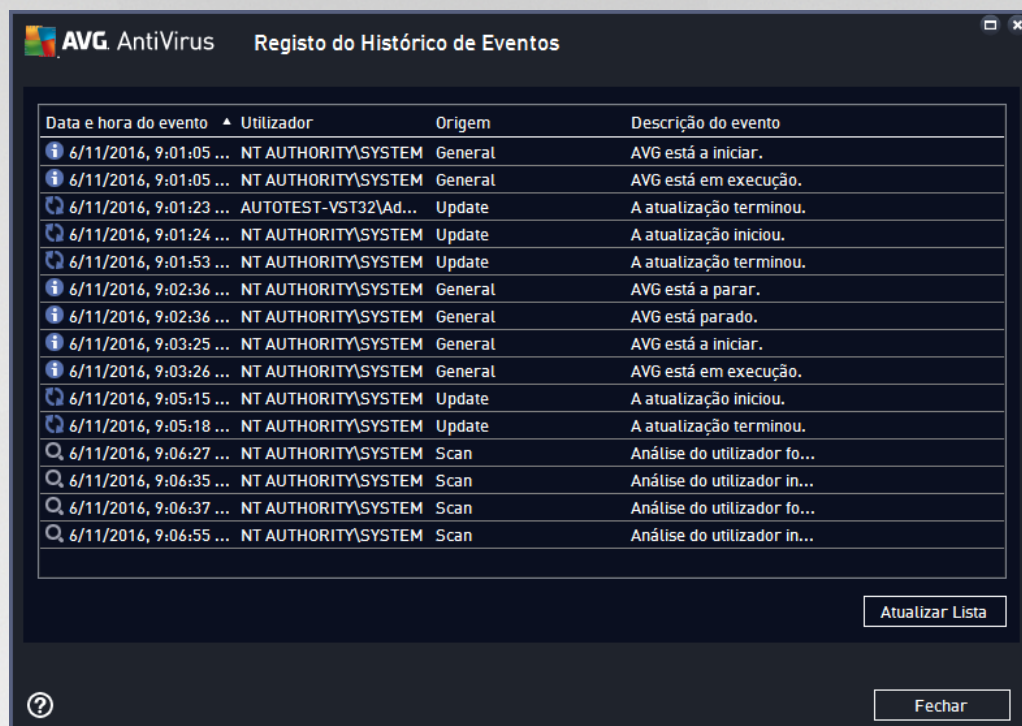 AVG. AntiVirus Registo do Histórico de Eventos
Data e hora do evento Utilizador Origem Descrição do evento
6/11/2016, 9:01:05 ... NT AUTHORITY\SYSTEM General AVG está a iniciar.
6/11/2016, 9:01:05 ... NT AUTHORITY\SYSTEM General AVG está em execução.
6/11/2016, 9:01:23 ... AUTOTEST-VST32\Ad... Update A atualização terminou.
6/11/2016, 9:01:24 ... NT AUTHORITY\SYSTEM Update A atualização iniciou.
6/11/2016, 9:01:53 ... NT AUTHORITY\SYSTEM Update A atualização terminou.
6/11/2016, 9:02:36 ... NT AUTHORITY\SYSTEM General AVG está a parar.
6/11/2016, 9:02:36 ... NT AUTHORITY\SYSTEM General AVG está parado.
6/11/2016, 9:03:25 ... NT AUTHORITY\SYSTEM General AVG está a iniciar.
6/11/2016, 9:03:26 ... NT AUTHORITY\SYSTEM General AVG está em execução.
6/11/2016, 9:05:15 ... NT AUTHORITY\SYSTEM Update A atualização iniciou.
6/11/2016, 9:05:18 ... NT AUTHORITY\SYSTEM Update A atualização terminou.
6/11/2016, 9:06:27 ... NT AUTHORITY\SYSTEM Scan Análise do utilizador fo...
6/11/2016, 9:06:35 ... NT AUTHORITY\SYSTEM Scan Análise do utilizador in...
6/11/2016, 9:06:37 ... NT AUTHORITY\SYSTEM Scan Análise do utilizador fo...
6/11/2016, 9:06:55 ... NT AUTHORITY\SYSTEM Scan Análise do utilizador in...
Atualizar Lista
Fechar